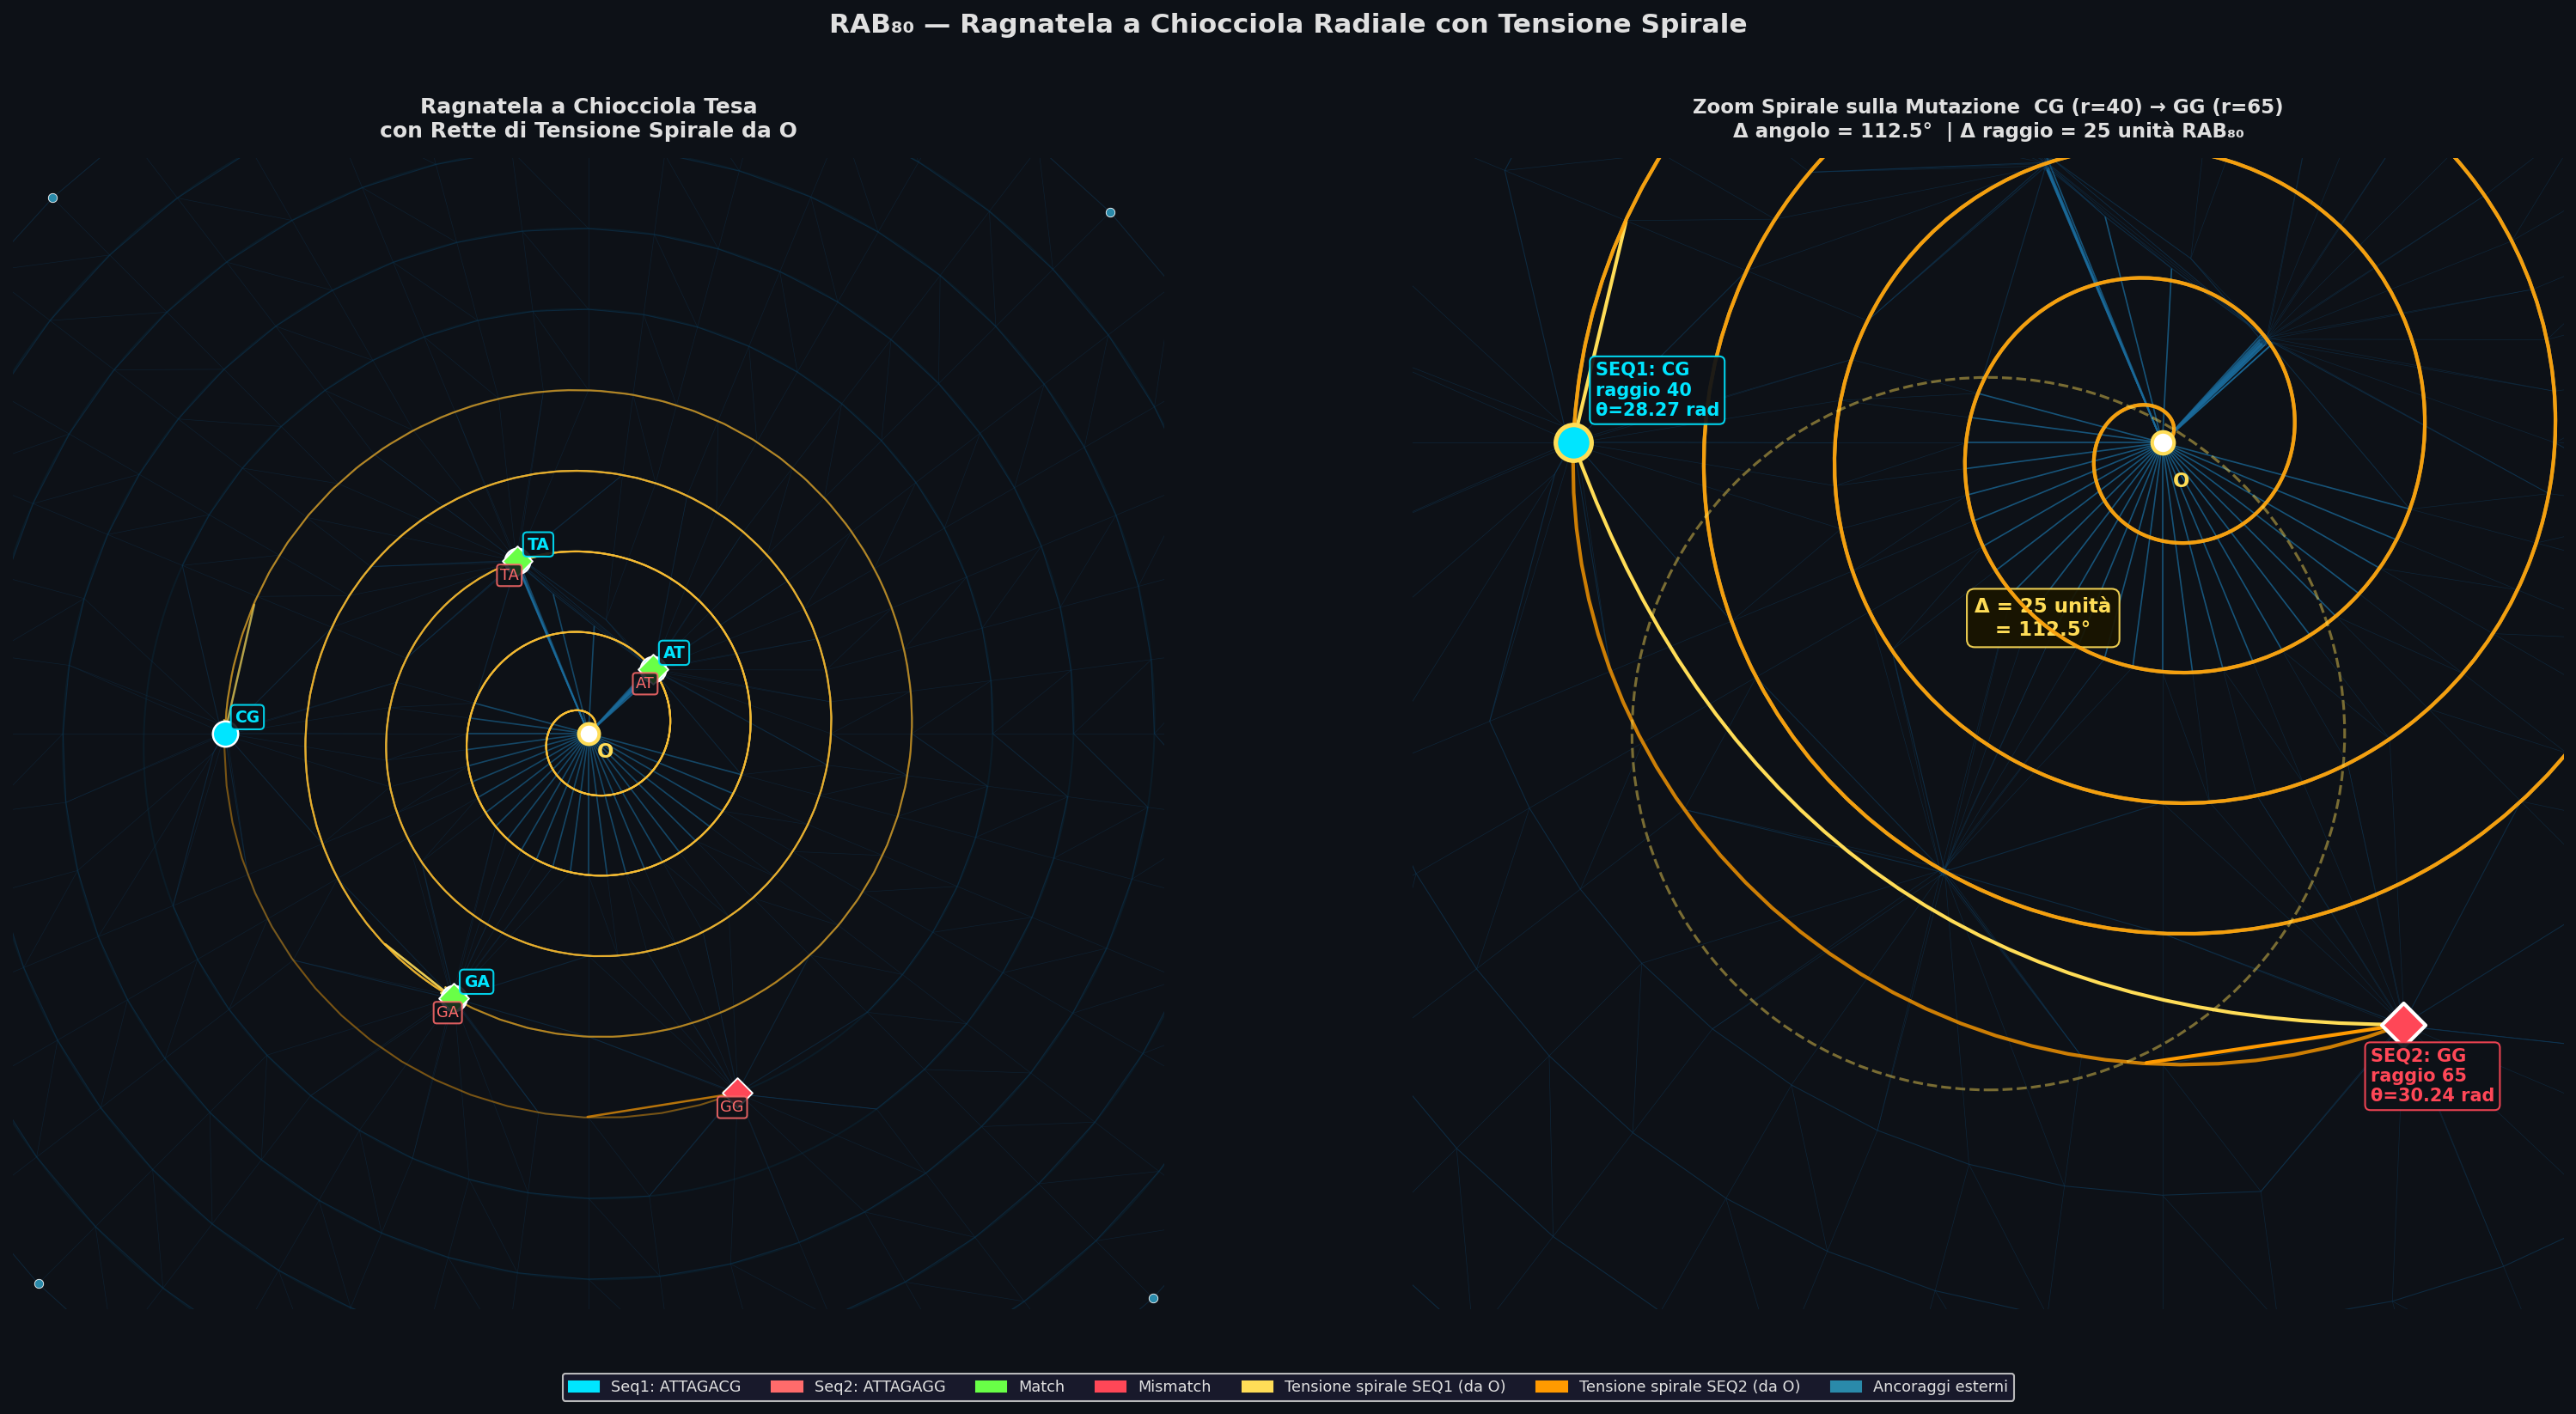 RAB₈₀ — Ragnatela a Chiocciola Radiale con Tensione Spirale
Ragnatela a Chiocciola Tesa
con Rette di Tensione Spirale da O
TA
TA
AT
AT
CG
O
GA
GA
GG
Zoom Spirale sulla Mutazione CG (r=40) → GG (r=65)
Δ angolo = 112.5° | Δ raggio = 25 unità RAB₈₀
SEQ1: CG
raggio 40
θ=28.27 rad
O
Δ = 25 unità
= 112.5°
SEQ2: GG
raggio 65
θ=30.24 rad
Seq1: ATTAGACG
Seq2: ATTAGAGG
Match
Mismatch
Tensione spirale SEQ1 (da O)
Tensione spirale SEQ2 (da O)
Ancoraggi esterni